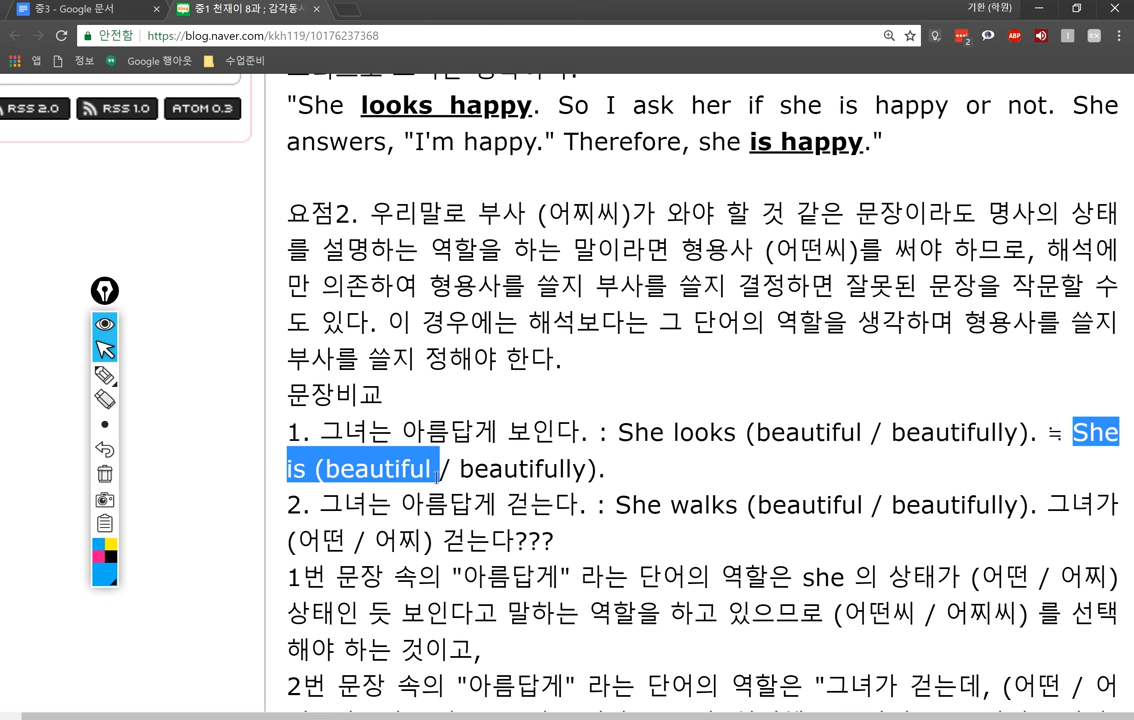 중3 - Google 문서
중1 천재이 8과 ; 감각동사
기환 (학원)
안전함
https://blog.naver.com/kkh119/10176237368
앱
정보
Google 행아웃
수업준비
RSS 2.0
RSS 1.0
ATOM 0.3
"She looks happy. So I ask her if she is happy or not. She
answers, "I'm happy." Therefore, she is happy."
요점2. 우리말로 부사 (어찌씨)가 와야 할 것 같은 문장이라도 명사의 상태
를 설명하는 역할을 하는 말이라면 형용사 (어떤씨)를 써야 하므로, 해석에
만 의존하여 형용사를 쓸지 부사를 쓸지 결정하면 잘못된 문장을 작문할 수
도 있다. 이 경우에는 해석보다는 그 단어의 역할을 생각하며 형용사를 쓸지
부사를 쓸지 정해야 한다.
문장비교
1. 그녀는 아름답게 보인다. : She looks (beautiful / beautifully). ≒ She
is (beautiful / beautifully).
2. 그녀는 아름답게 걷는다. : She walks (beautiful / beautifully). 그녀가
(어떤 / 어찌) 걷는다???
1번 문장 속의 "아름답게" 라는 단어의 역할은 she 의 상태가 (어떤 / 어찌)
상태인 듯 보인다고 말하는 역할을 하고 있으므로 (어떤씨 / 어찌씨) 를 선택
해야 하는 것이고,
2번 문장 속의 "아름답게" 라는 단어의 역할은 "그녀가 걷는데, (어떤 / 어